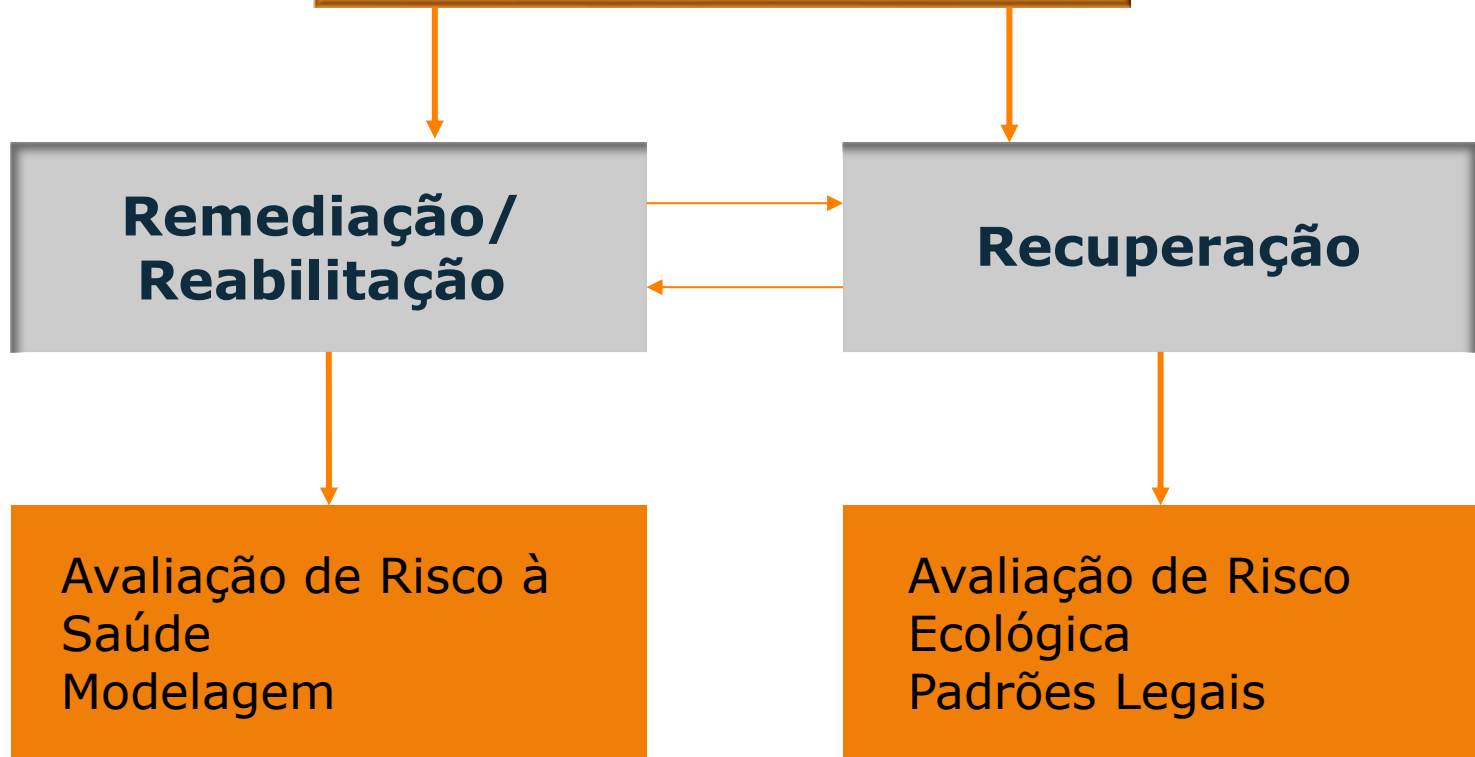 Remediação/
Reabilitação
Recuperação
Avaliação de Risco à
Saúde
Modelagem
Avaliação de Risco
Ecológica
Padrões Legais